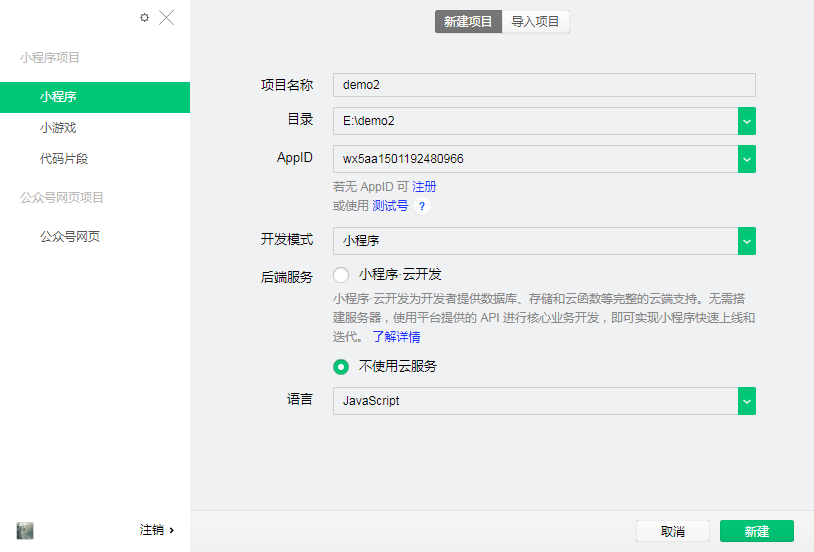 新建项目 导入项目
小程序项目
小程序
小游戏
代码片段
公众号网页项目
公众号网页
注销
项目名称 demo2
目录 E:\demo2
AppID wx5aa1501192480966
若无 AppID 可 注册
或使用 测试号 ?
开发模式 小程序
后端服务 小程序·云开发
小程序·云开发为开发者提供数据库、存储和云函数等完整的云端支持。无需搭
建服务器，使用平台提供的 API 进行核心业务开发，即可实现小程序快速上线和
迭代。 了解详情
不使用云服务
语言 JavaScript
取消 新建